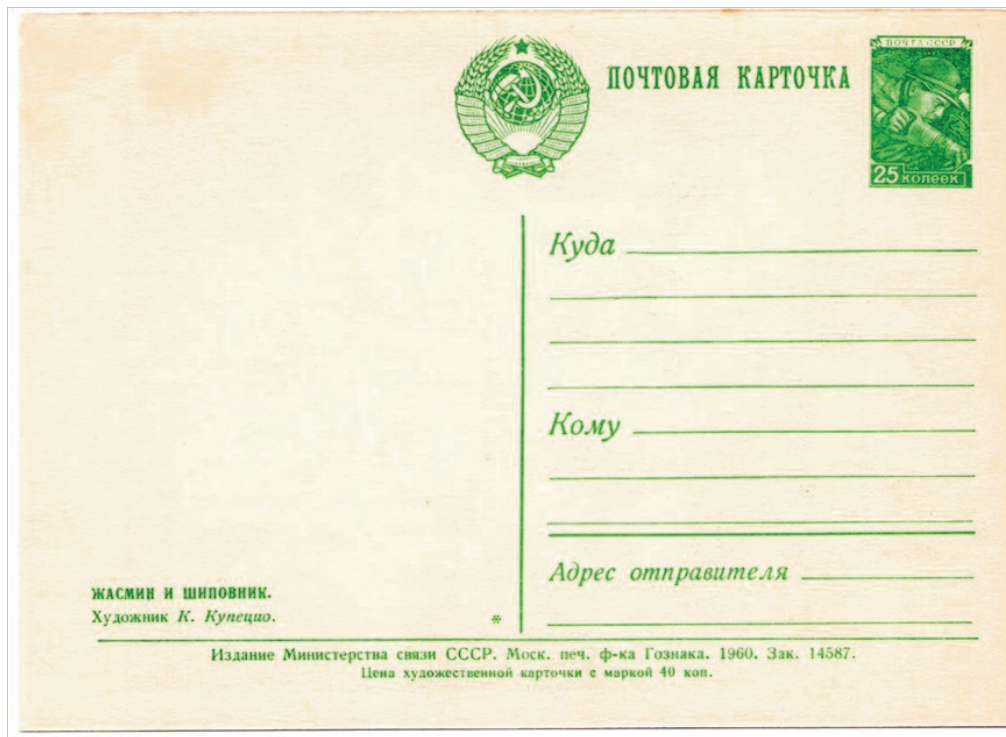 ПОЧТОВАЯ КАРТОЧКА
ПОЧТА СССР
25 копеек
Куда
Кому
Адрес отправителя
ЖАСМИН И ШИПОВНИК.
Художник К. Купецио.
*
Издание Министерства связи СССР. Моск. печ. ф-ка Гознака. 1960. Зак. 14587.
Цена художественной карточки с маркой 40 коп.